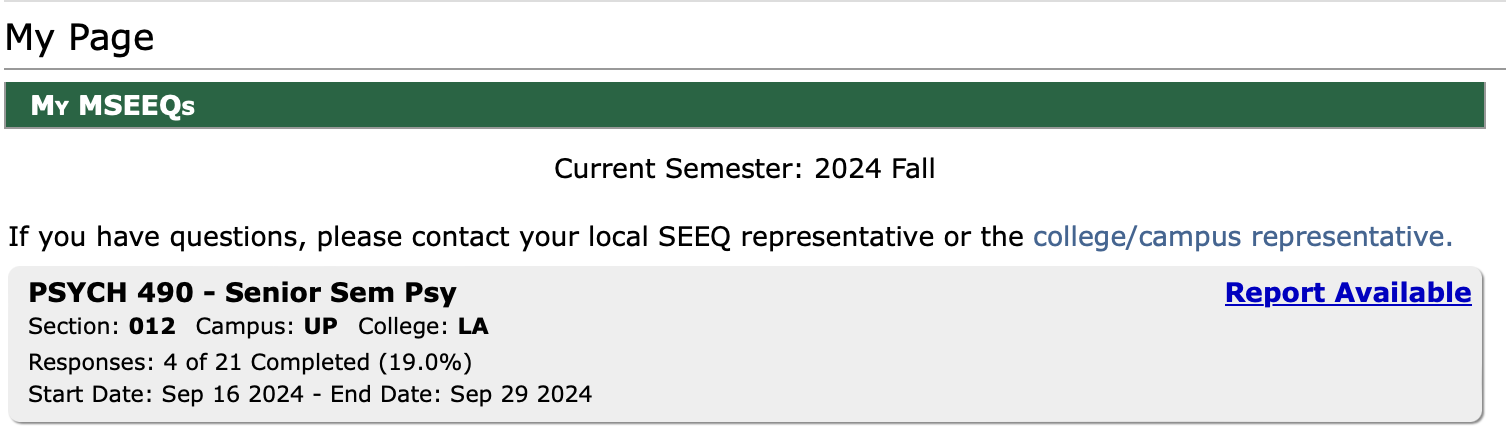 My Page
My MSEEQs
Current Semester: 2024 Fall
If you have questions, please contact your local SEEQ representative or the college/campus representative.
PSYCH 490 - Senior Sem Psy Report Available
Section: 012 Campus: UP College: LA
Responses: 4 of 21 Completed (19.0%)
Start Date: Sep 16 2024 - End Date: Sep 29 2024